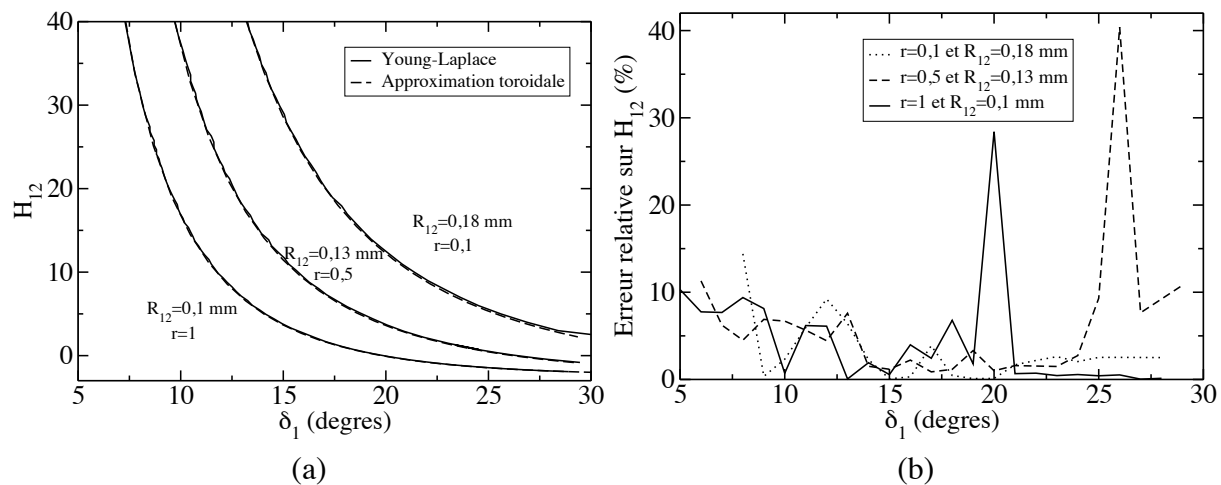 40
30
20
10
0
H12
5
10
15
20
25
30
δ1 (degres)
Young-Laplace
Approximation toroidale
R12=0,18 mm
r=0,1
R12=0,13 mm
r=0,5
R12=0,1 mm
r=1
(a)
40
30
20
10
0
Erreur relative sur H12 (%)
5
10
15
20
25
30
δ1 (degres)
r=0,1 et R12=0,18 mm
r=0,5 et R12=0,13 mm
r=1 et R12=0,1 mm
(b)